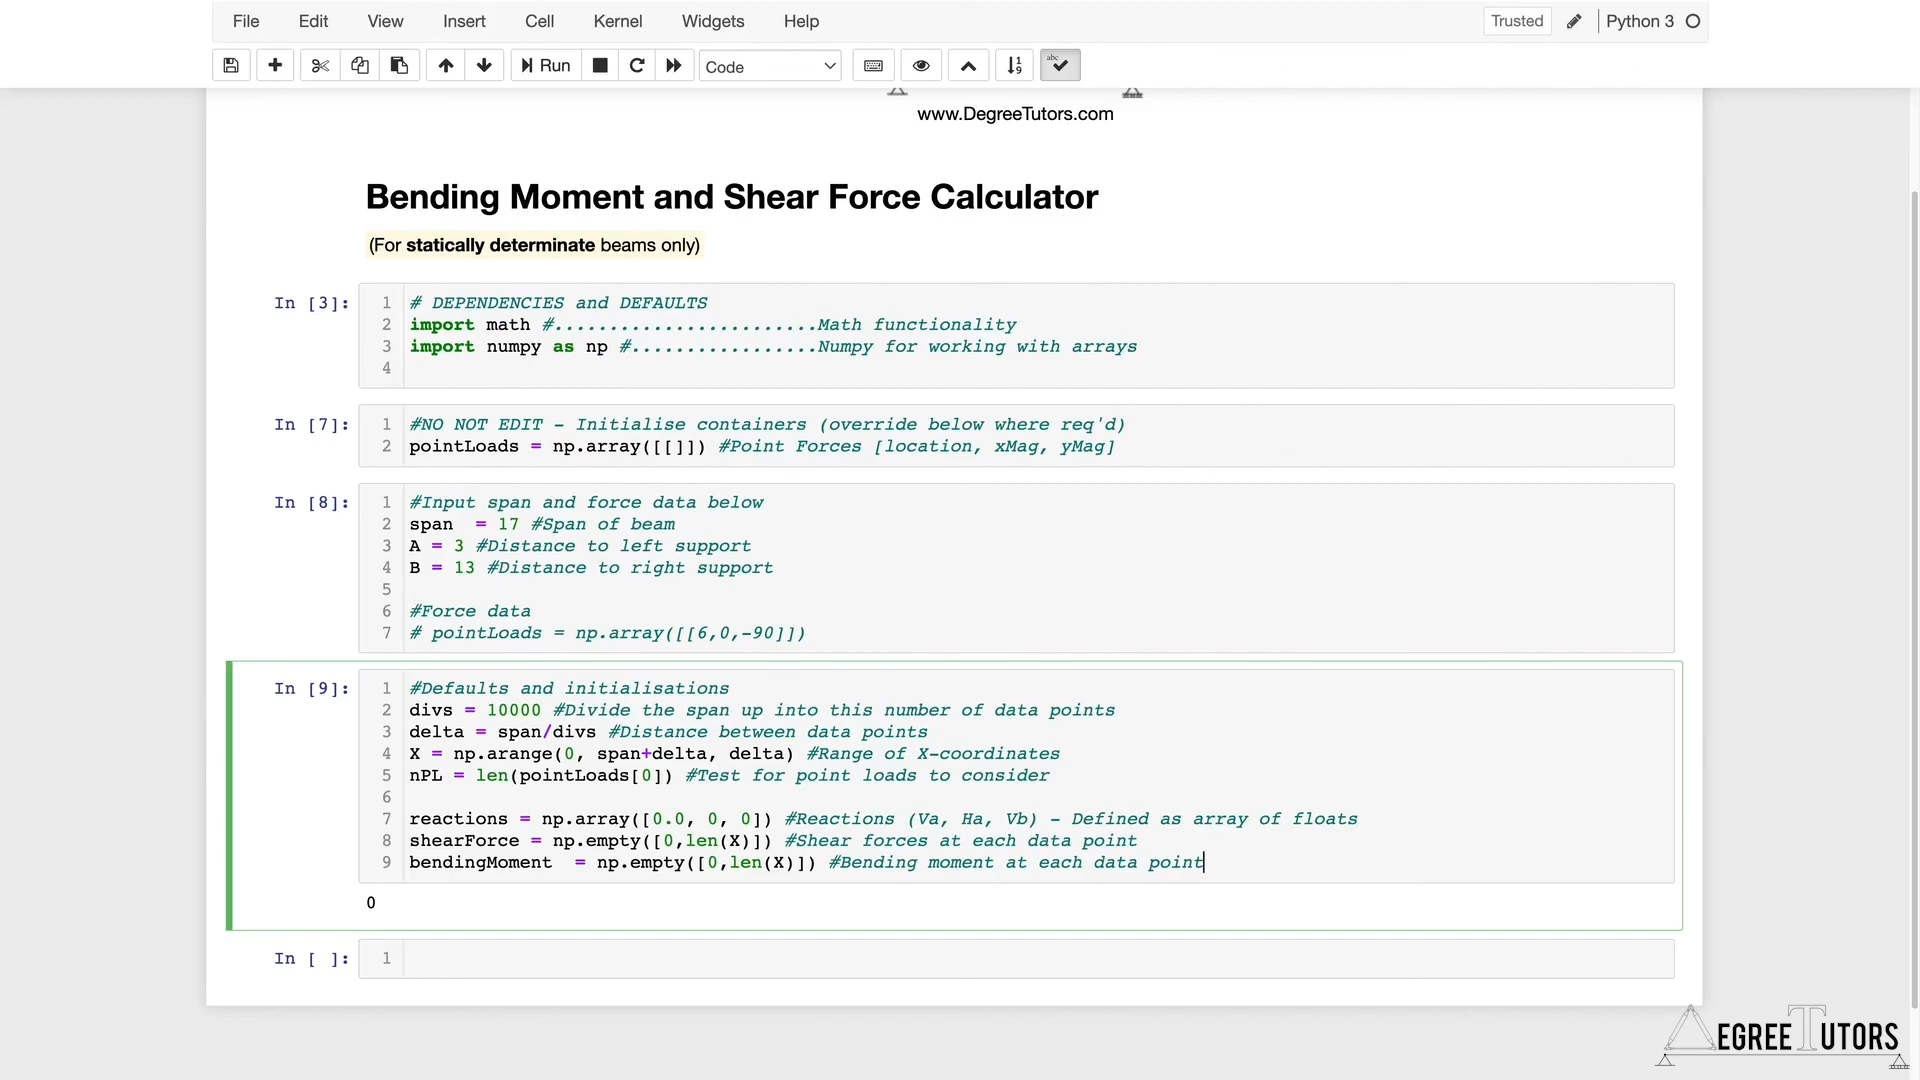 File Edit View Insert Cell Kernel Widgets Help Trusted Python 3
Run Code abc
www.DegreeTutors.com
Bending Moment and Shear Force Calculator
(For statically determinate beams only)
In [3]:
1 # DEPENDENCIES and DEFAULTS
2 import math #........................Math functionality
3 import numpy as np #.................Numpy for working with arrays
4
In [7]:
1 #NO NOT EDIT - Initialise containers (override below where req'd)
2 pointLoads = np.array([[]]) #Point Forces [location, xMag, yMag]
In [8]:
1 #Input span and force data below
2 span  = 17 #Span of beam
3 A = 3 #Distance to left support
4 B = 13 #Distance to right support
5
6 #Force data
7 # pointLoads = np.array([[6,0,-90]])
In [9]:
1 #Defaults and initialisations
2 divs = 10000 #Divide the span up into this number of data points
3 delta = span/divs #Distance between data points
4 X = np.arange(0, span+delta, delta) #Range of X-coordinates
5 nPL = len(pointLoads[0]) #Test for point loads to consider
6
7 reactions = np.array([0.0, 0, 0]) #Reactions (Va, Ha, Vb) - Defined as array of floats
8 shearForce = np.empty([0,len(X)]) #Shear forces at each data point
9 bendingMoment  = np.empty([0,len(X)]) #Bending moment at each data point
0
In [ ]:
1
DEGREE TUTORS